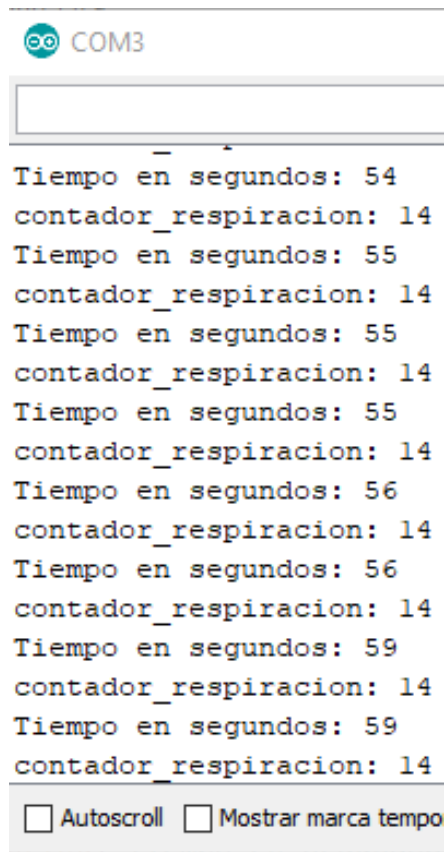 COM3
Tiempo en segundos: 54
contador_respiracion: 14
Tiempo en segundos: 55
contador_respiracion: 14
Tiempo en segundos: 55
contador_respiracion: 14
Tiempo en segundos: 55
contador_respiracion: 14
Tiempo en segundos: 56
contador_respiracion: 14
Tiempo en segundos: 56
contador_respiracion: 14
Tiempo en segundos: 59
contador_respiracion: 14
Tiempo en segundos: 59
contador_respiracion: 14
Autoscroll Mostrar marca tempo